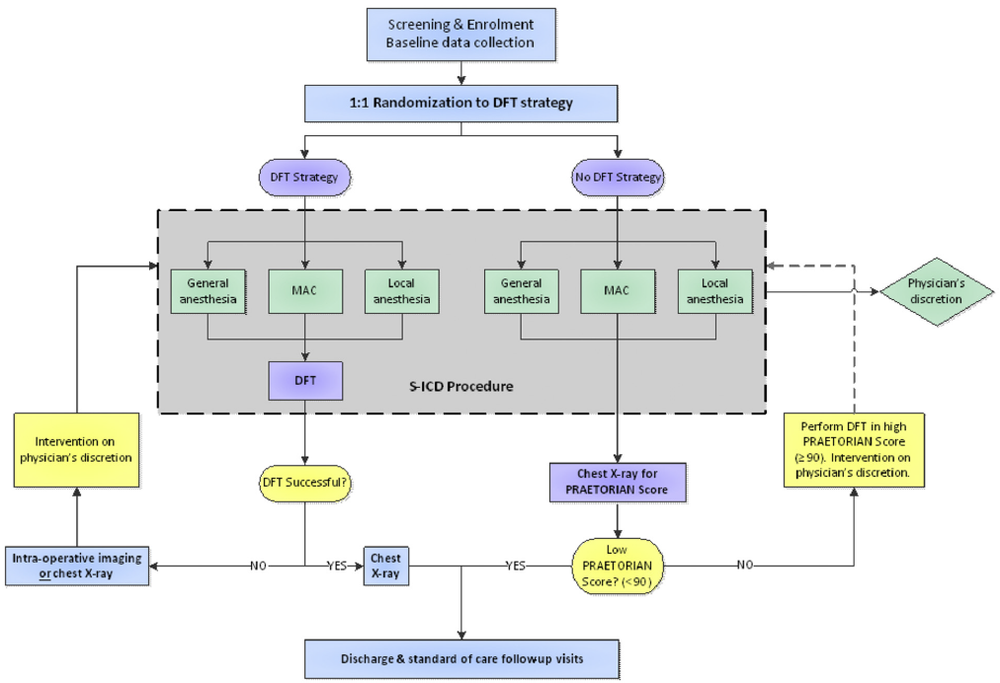 Screening & Enrolment
Baseline data collection
1:1 Randomization to DFT strategy
DFT Strategy
No DFT Strategy
General
anesthesia
MAC
Local
anesthesia
General
anesthesia
MAC
Local
anesthesia
Physician's
discretion
DFT
S-ICD Procedure
Intervention on
physician's discretion
DFT Successful?
Chest X-ray for
PRAETORIAN Score
Perform DFT in high
PRAETORIAN Score
(≥90). Intervention on
physician's discretion.
Intra-operative imaging
or chest X-ray
NO
YES
Chest
X-ray
YES
Low
PRAETORIAN
Score? (<90)
NO
Discharge & standard of care follow-up visits